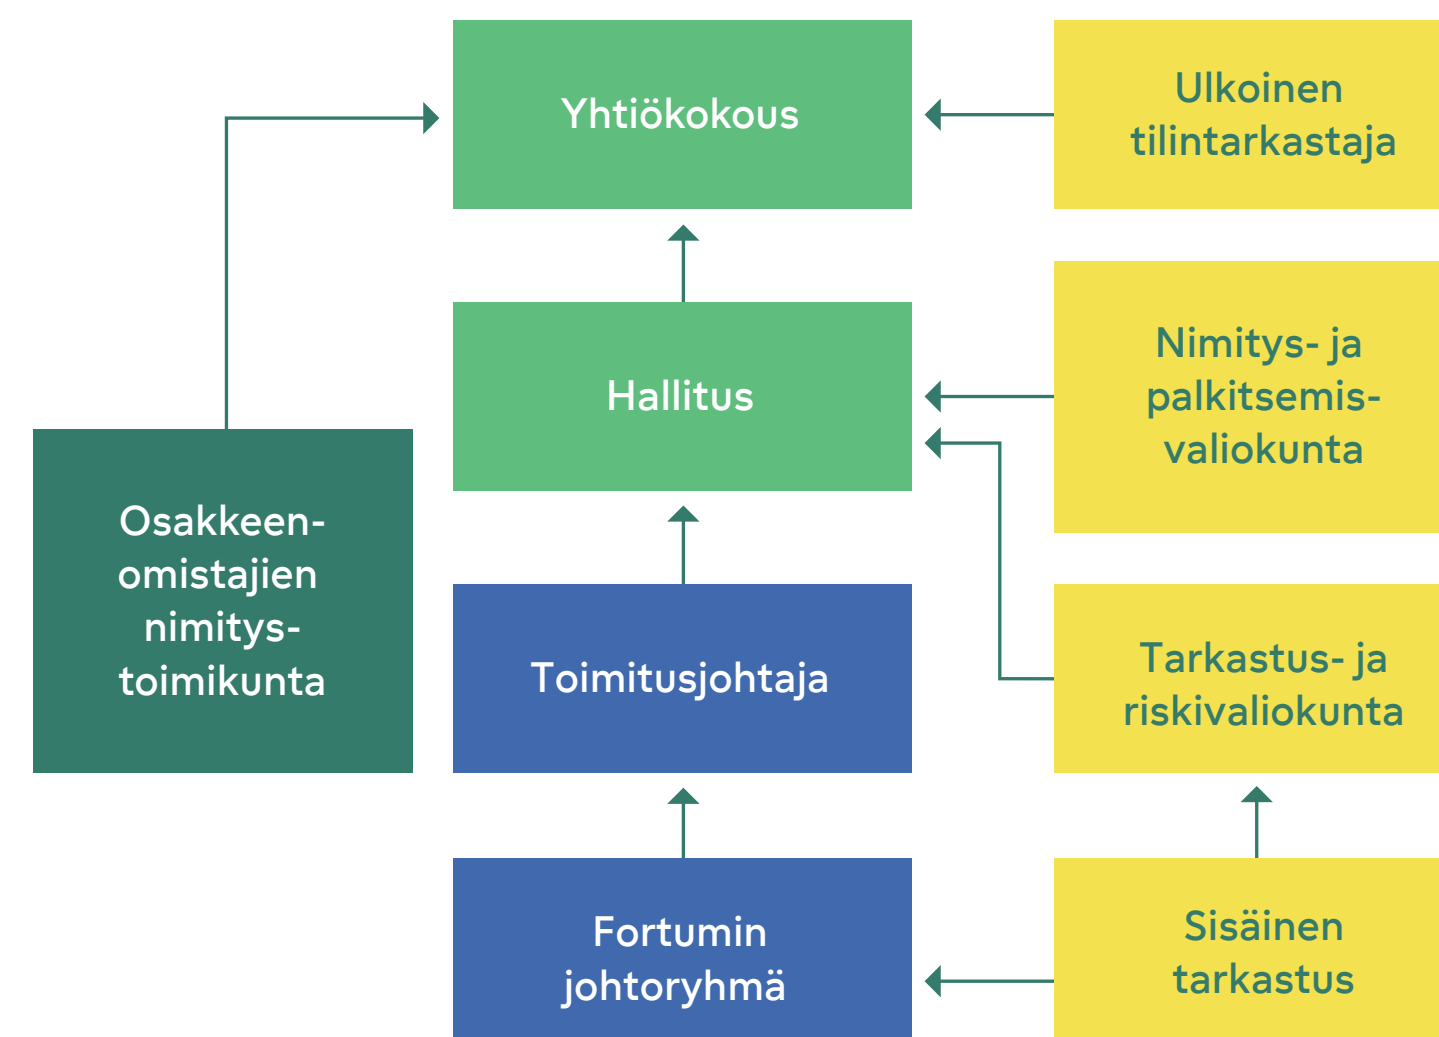 Yhtiökokous
Ulkoinen
tilintarkastaja
Hallitus
Nimitys- ja
palkitsemis-
valiokunta
Osakkeen-
omistajien
nimitys-
toimikunta
Toimitusjohtaja
Tarkastus- ja
riskivaliokunta
Fortumin
johtoryhmä
Sisäinen
tarkastus